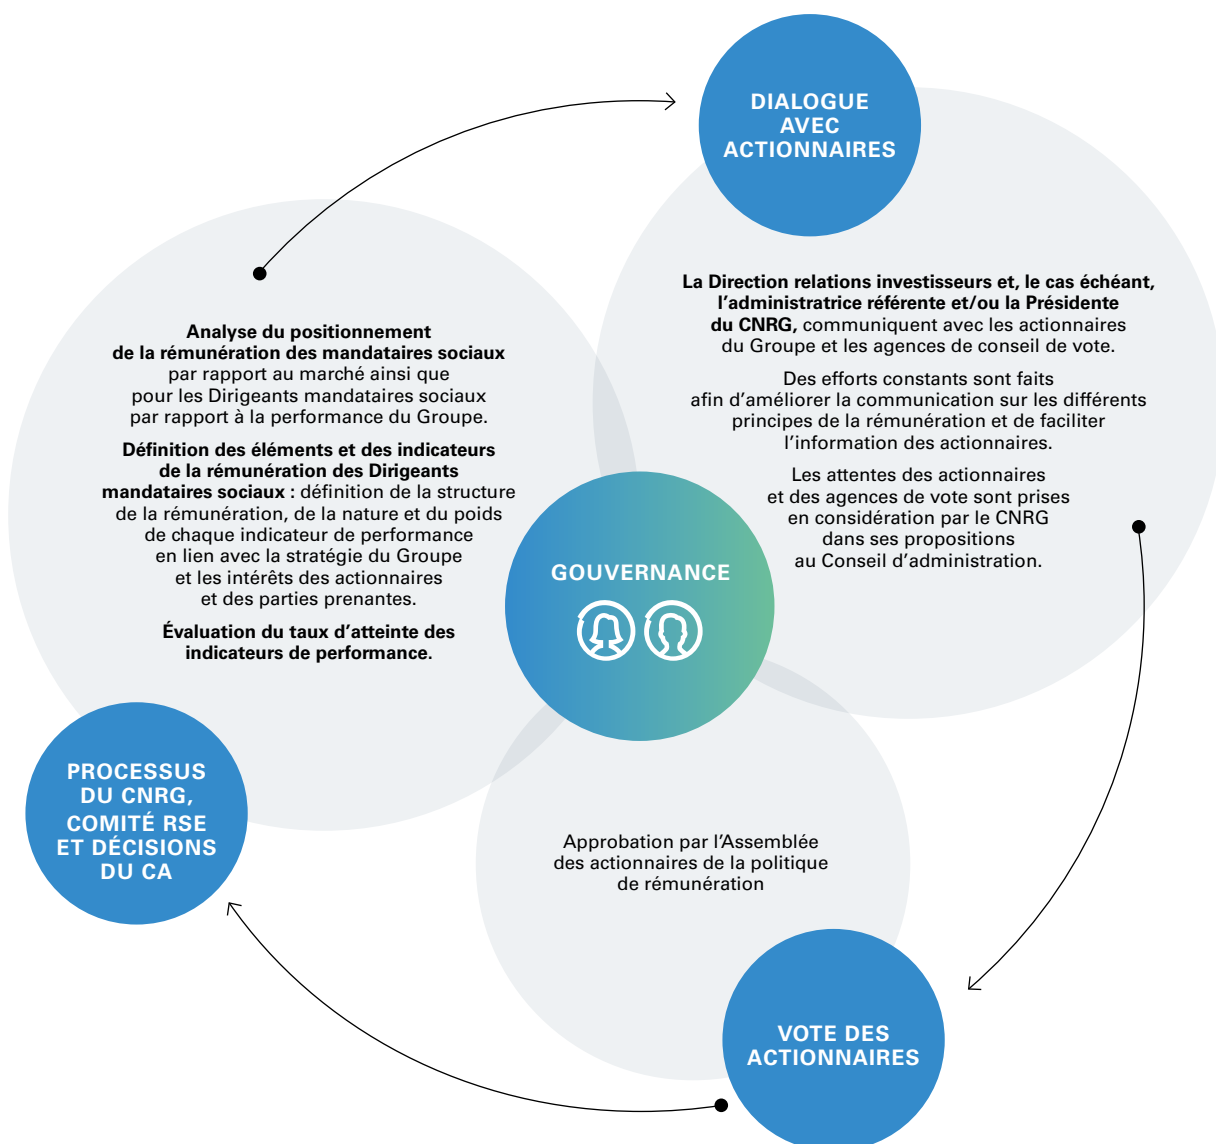 DIALOGUE
AVEC
ACTIONNAIRES
La Direction relations investisseurs et, le cas échéant,
l’administratrice référente et/ou la Présidente
du CNRG, communiquent avec les actionnaires
du Groupe et les agences de conseil de vote.
Des efforts constants sont faits
afin d’améliorer la communication sur les différents
principes de la rémunération et de faciliter
l’information des actionnaires.
Les attentes des actionnaires
et des agences de vote sont prises
en considération par le CNRG
dans ses propositions
au Conseil d’administration.
Analyse du positionnement
de la rémunération des mandataires sociaux
par rapport au marché ainsi que
pour les Dirigeants mandataires sociaux
par rapport à la performance du Groupe.
Définition des éléments et des indicateurs
de la rémunération des Dirigeants
mandataires sociaux : définition de la structure
de la rémunération, de la nature et du poids
de chaque indicateur de performance
en lien avec la stratégie du Groupe
et les intérêts des actionnaires
et des parties prenantes.
Évaluation du taux d’atteinte des
indicateurs de performance.
GOUVERNANCE
PROCESSUS
DU CNRG,
COMITÉ RSE
ET DÉCISIONS
DU CA
Approbation par l’Assemblée
des actionnaires de la politique
de rémunération
VOTE DES
ACTIONNAIRES